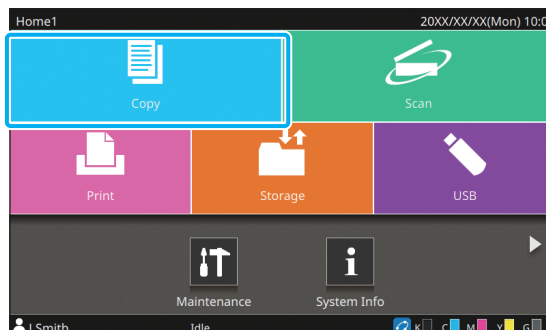 Home1 20XX/XX/XX(Mon) 10:0
Copy Scan
Print Storage USB
Maintenance System Info
J.Smith Idle K C M Y G